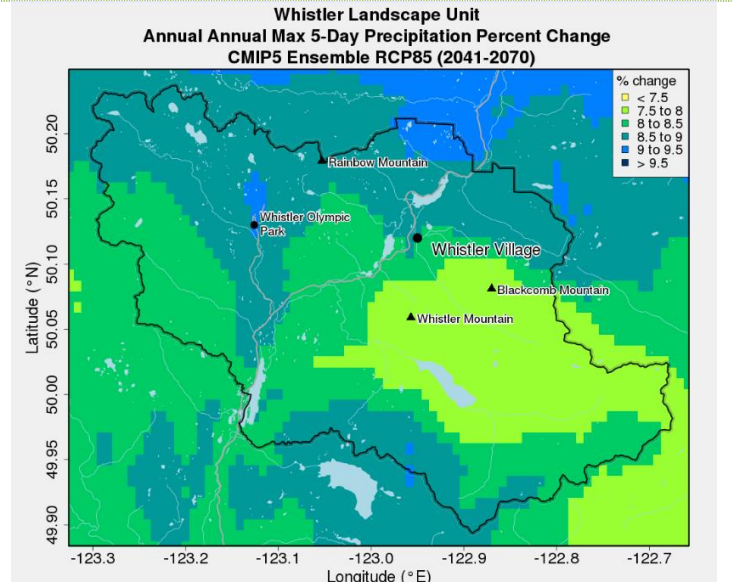 Whistler Landscape Unit
Annual Annual Max 5-Day Precipitation Percent Change
CMIP5 Ensemble RCP85 (2041-2070)
% change
< 7.5
7.5 to 8
8 to 8.5
8.5 to 9
9 to 9.5
> 9.5
Rainbow Mountain
Whistler Olympic
Park
Whistler Village
Blackcomb Mountain
Whistler Mountain
Latitude (°N)
50.20
50.15
50.10
50.05
50.00
49.95
49.90
-123.3
-123.2
-123.1
-123.0
-122.9
-122.8
-122.7
Longitude (°E)